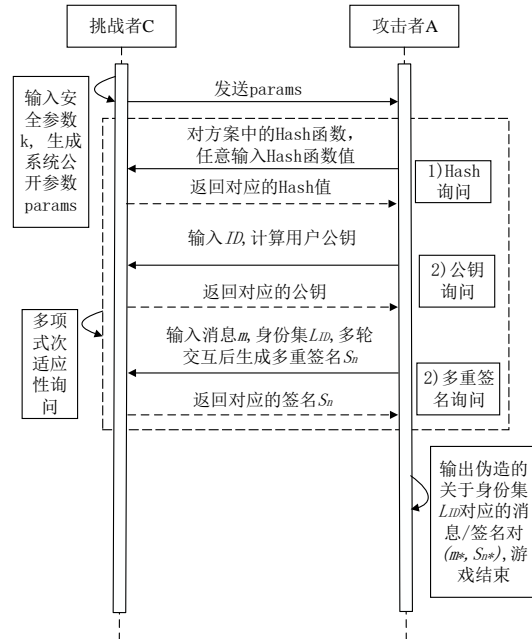 挑战者C
攻击者A
输入安
全参数
k, 生成
系统公
开参数
params
发送params
对方案中的Hash函数，
任意输入Hash函数值
返回对应的Hash值
1)Hash
询问
输入ID, 计算用户公钥
返回对应的公钥
2)公钥
询问
多项
式次
适应
性询
问
输入消息m, 身份集LID, 多轮
交互后生成多重签名Sn
返回对应的签名Sn
2)多重签
名询问
输出伪造的
关于身份集
LID对应的消
息/签名对
(m*, Sn*), 游
戏结束